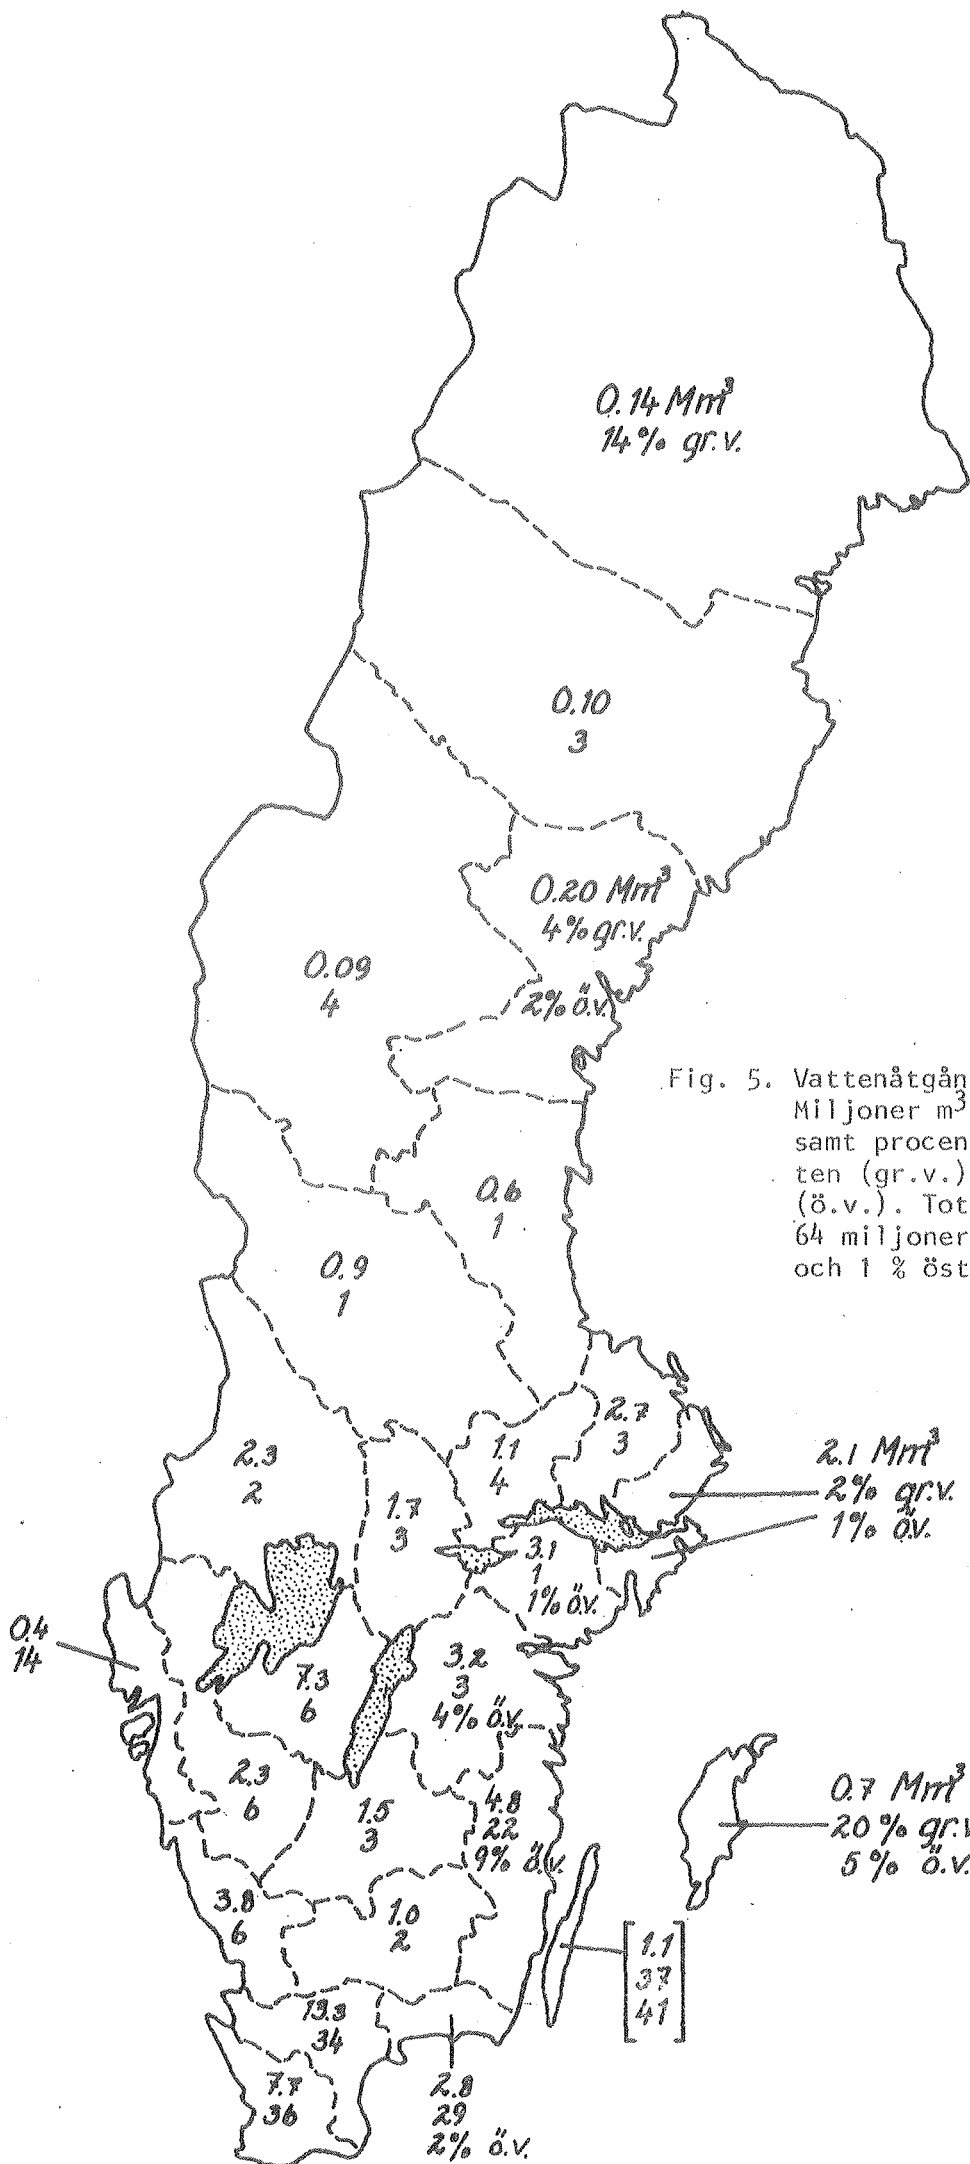 0.14 Mm³
14% gr.v.
0.10
3
0.20 Mm³
4% gr.v.
2% ö.v.
0.09
4
Fig. 5. Vattenåtgån
Miljoner m³
samt procen
ten (gr.v.)
(ö.v.). Tot
64 miljoner
och 1 % öst
0.6
1
0.9
1
2.7
3
1.1
4
2.3
2
1.7
3
2.1 Mm³
2% gr.v.
1% ö.v.
3.1
1
1% ö.v.
0.4
14
7.3
6
3.2
3
4% ö.v.
2.3
6
1.5
3
4.8
22
9% ö.v.
0.7 Mm³
20% gr.v
5% ö.v.
3.8
6
1.0
2
1.1
37
41
13.3
34
7.7
36
2.8
29
2% ö.v.